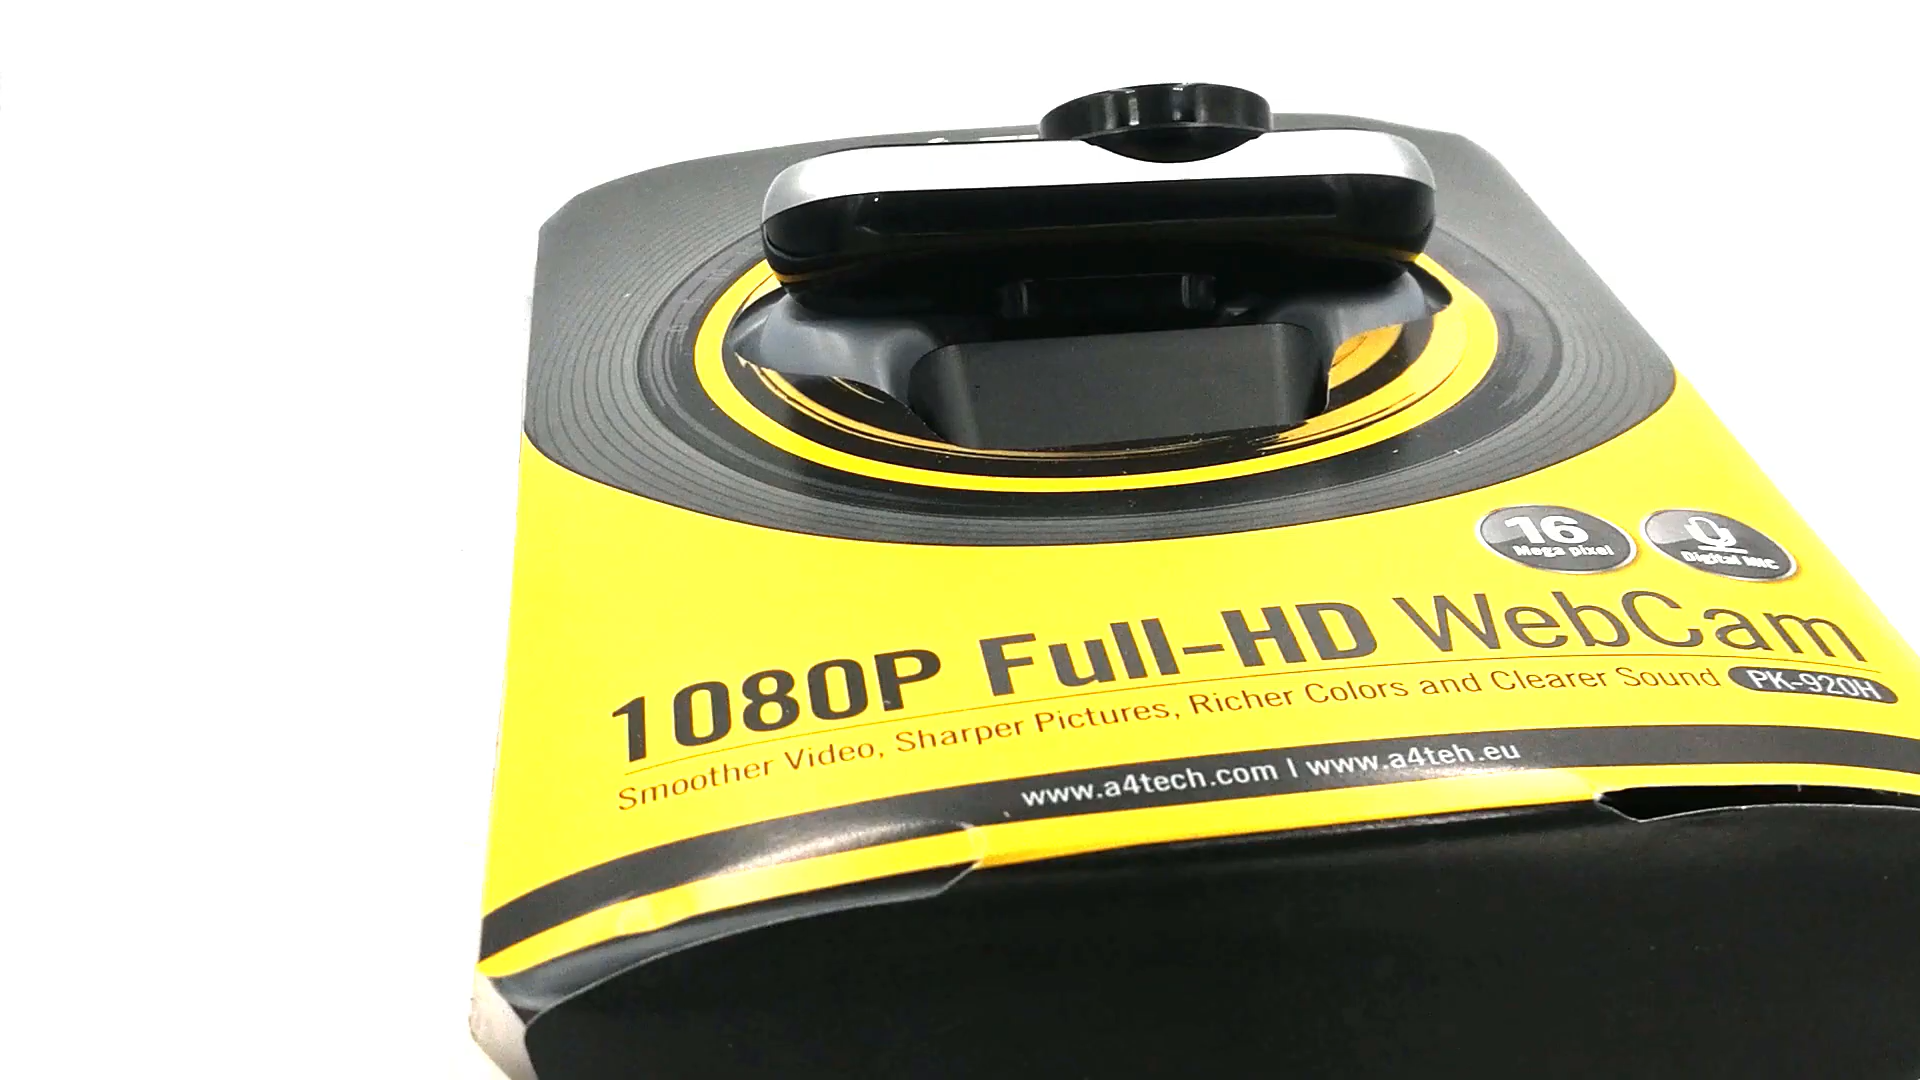 16
Mega pixel
Digital MIC
1080P Full-HD WebCam
Smoother Video, Sharper Pictures, Richer Colors and Clearer Sound PK-920H
www.a4tech.com | www.a4teh.eu